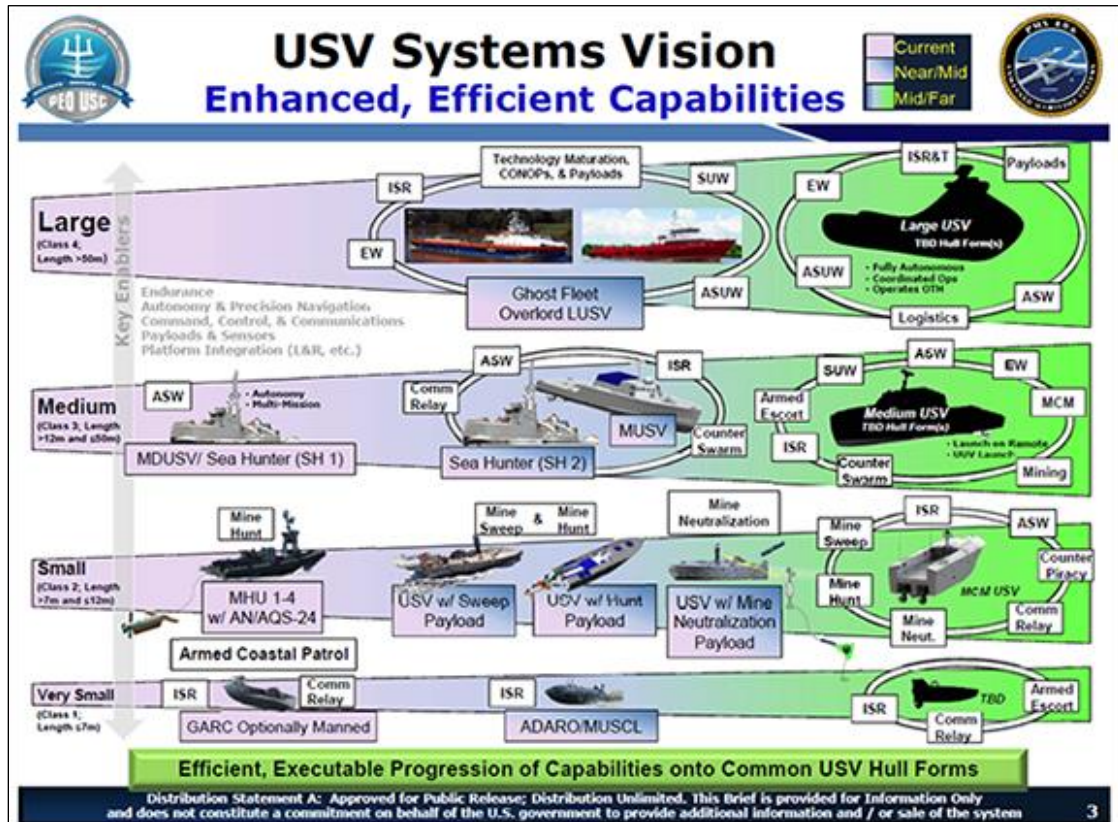 USV Systems Vision
Enhanced, Efficient Capabilities
Current
Near/Mid
Mid/Far
PEO USC
Key Enablers
Large
(Class 4;
Length >50m)
Endurance
Autonomy & Precision Navigation
Command, Control, & Communications
Payloads & Sensors
Platform Integration (L&R, etc.)
Technology Maturation,
CONOPs, & Payloads
ISR
SUW
EW
ASUW
Ghost Fleet
Overlord LUSV
ISR&T
Payloads
EW
Large USV
TBD Hull Form(s)
• Fully Autonomous
• Coordinated Ops
• Operates OTH
ASUW
ASW
Logistics
Medium
(Class 3; Length
>12m and ≤50m)
ASW
• Autonomy
• Multi-Mission
MDUSV/ Sea Hunter (SH 1)
ASW
ISR
Comm
Relay
MUSV
Counter
Swarm
Sea Hunter (SH 2)
ASW
SUW
EW
Armed
Escort
MCM
Medium USV
TBD Hull Form(s)
• Launch on Remote
• UUV Launch
ISR
Counter
Swarm
Mining
Small
(Class 2; Length
>7m and ≤12m)
Mine
Hunt
MHU 1-4
w/ AN/AQS-24
Mine
Sweep
&
Mine
Hunt
USV w/ Sweep
Payload
USV w/ Hunt
Payload
Mine
Neutralization
USV w/ Mine
Neutralization
Payload
ISR
Mine
Sweep
ASW
Counter
Piracy
Mine
Hunt
MCM USV
Mine
Neut.
Comm
Relay
Armed Coastal Patrol
Very Small
(Class 1;
Length ≤7m)
ISR
Comm
Relay
GARC Optionally Manned
ISR
ADARO/MUSCL
TBD
Armed
Escort
ISR
Comm
Relay
Efficient, Executable Progression of Capabilities onto Common USV Hull Forms
Distribution Statement A: Approved for Public Release; Distribution Unlimited. This Brief is provided for Information Only
and does not constitute a commitment on behalf of the U.S. government to provide additional information and / or sale of the system
3